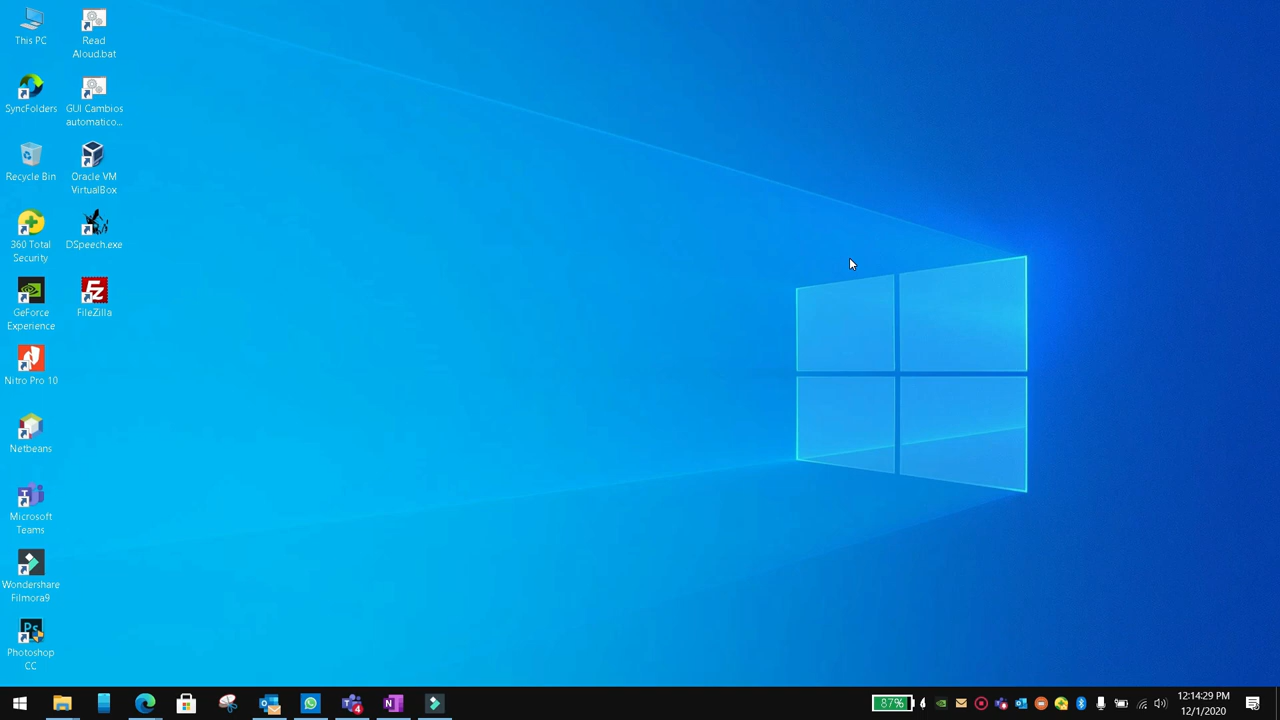 This PC
Read
Aloud.bat
SyncFolders
GUI Cambios
automatico...
Recycle Bin
Oracle VM
VirtualBox
360 Total
Security
DSpeech.exe
GeForce
Experience
FileZilla
Nitro Pro 10
Netbeans
Microsoft
Teams
Wondershare
Filmora9
Ps
Photoshop
CC
4
N
87%
12:14:29 PM
12/1/2020